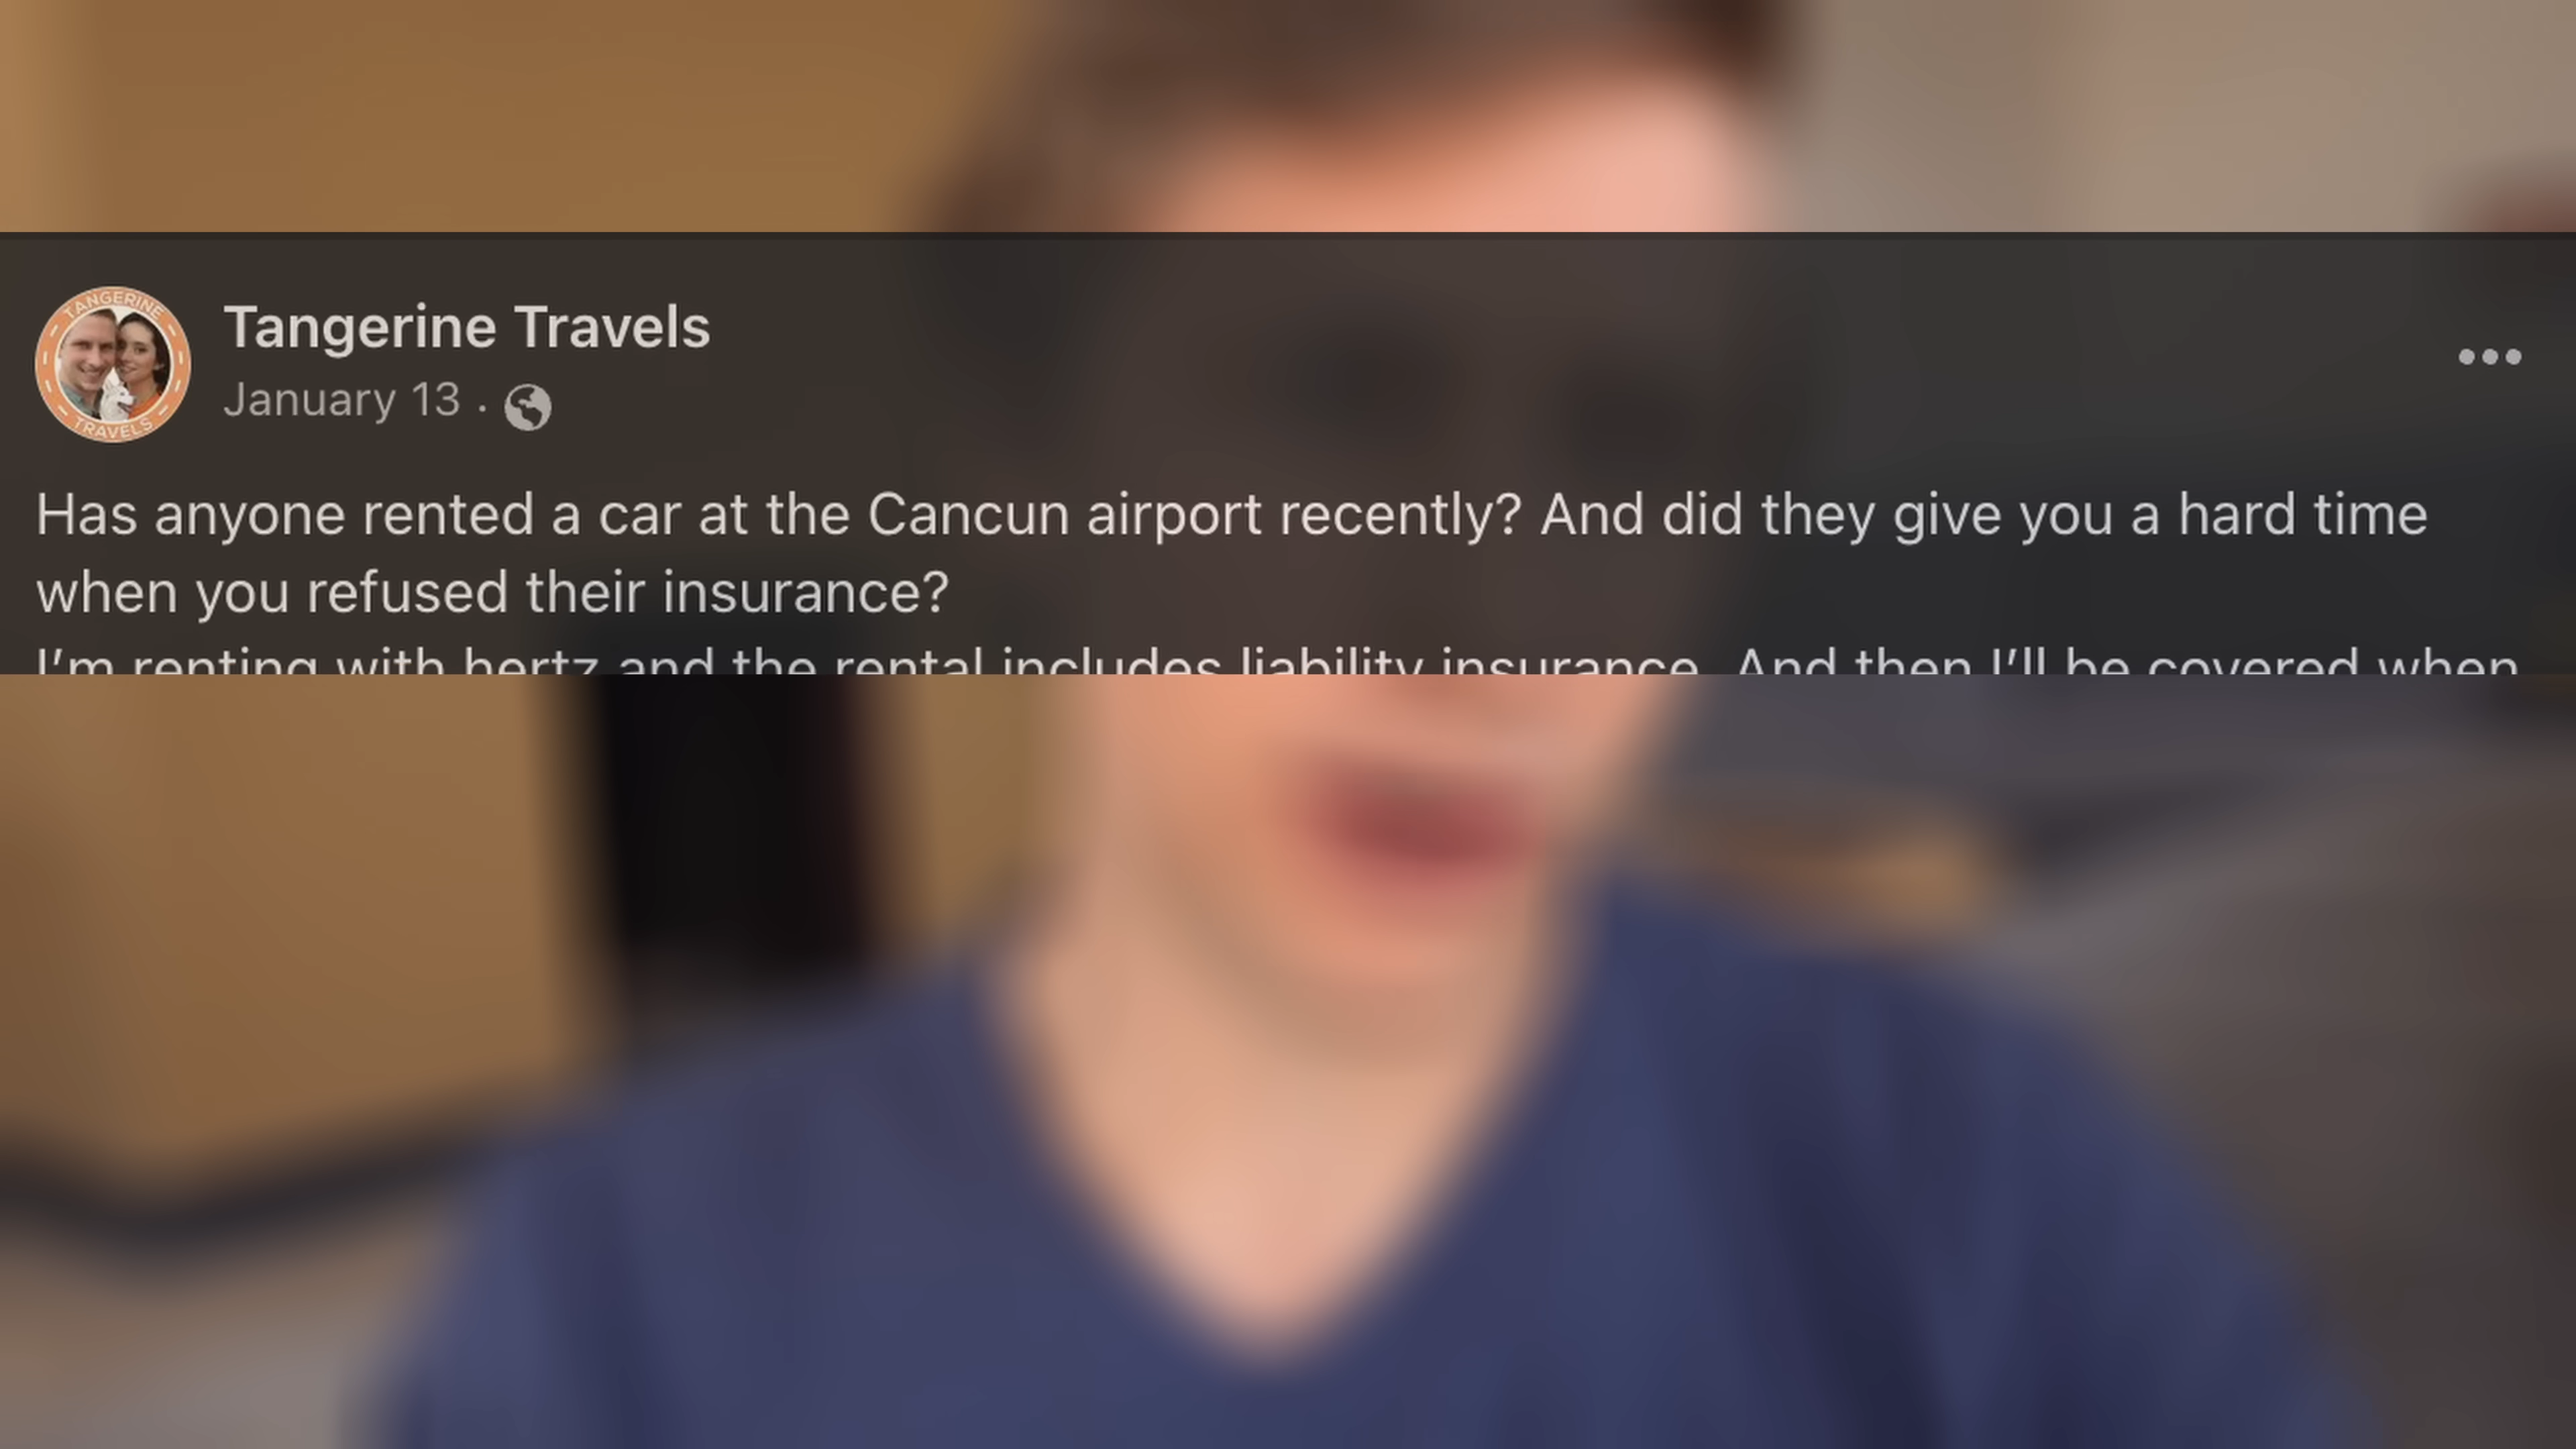 TANGERINE
TRAVELS
Tangerine Travels
January 13 ·
Has anyone rented a car at the Cancun airport recently? And did they give you a hard time
when you refused their insurance?
I'm renting with hertz and the rental includes liability insurance. And then I'll be covered when